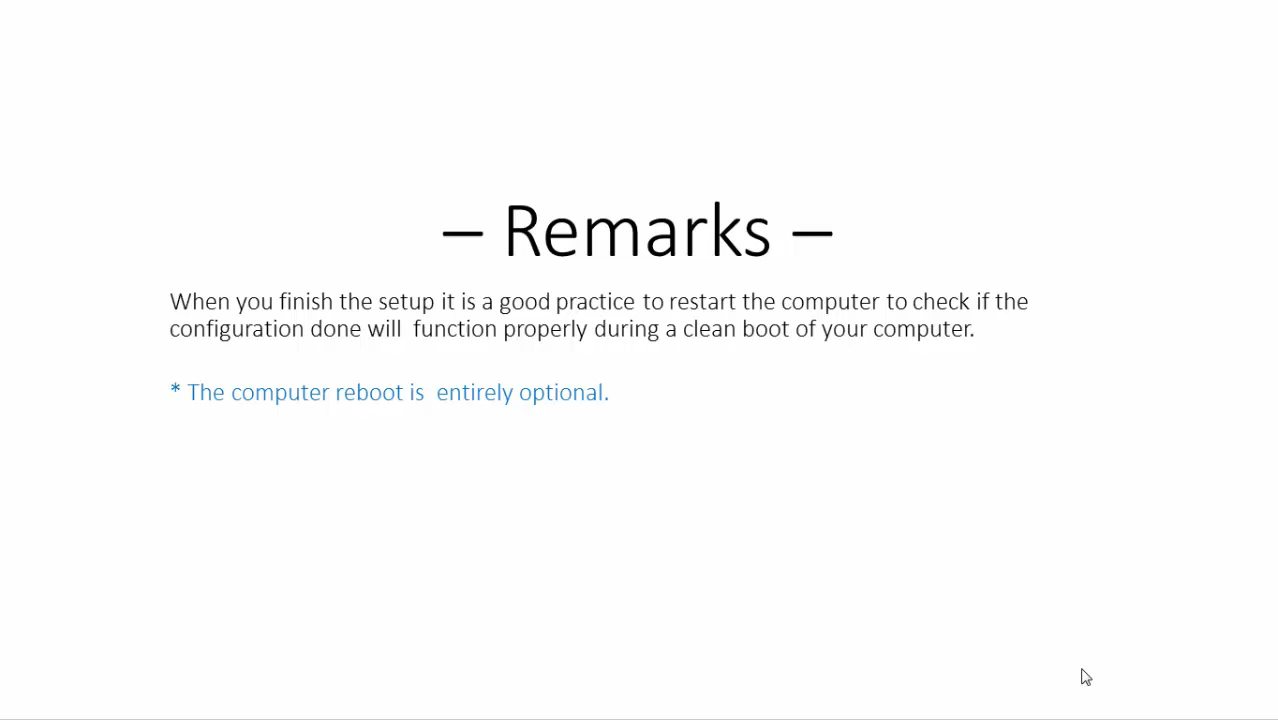 – Remarks –
When you finish the setup it is a good practice to restart the computer to check if the
configuration done will  function properly during a clean boot of your computer.
* The computer reboot is  entirely optional.